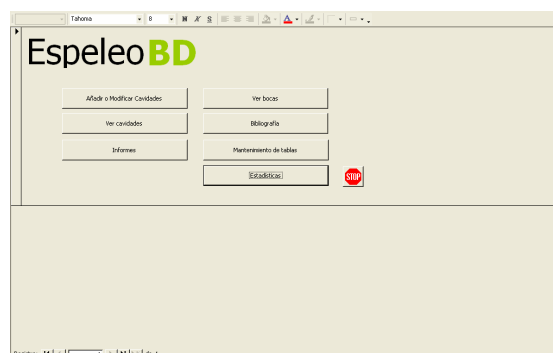 Tahoma 8 N K S A
Espeleo BD
Añadir o Modificar Cavidades
Ver bocas
Ver cavidades
Bibliografía
Informes
Mantenimiento de tablas
Estadísticas
STOP